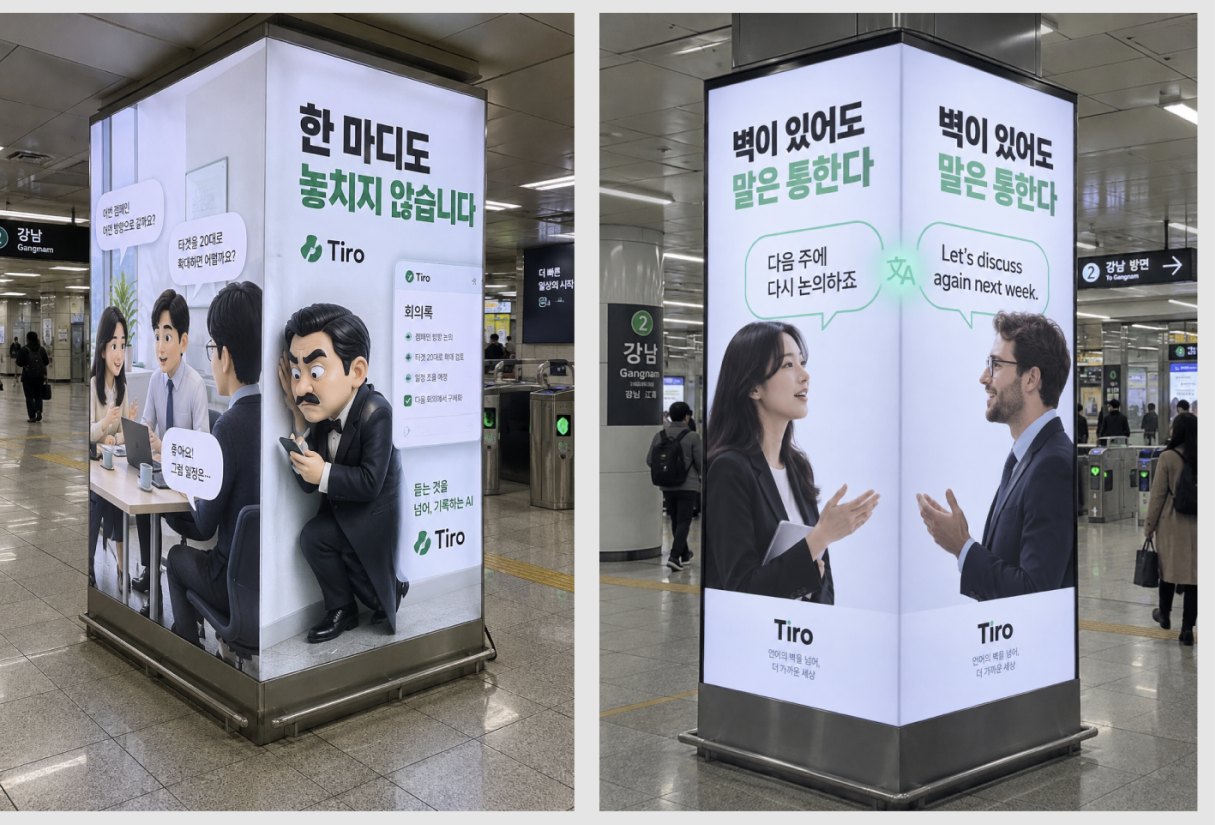 한 마디도
놓치지 않습니다
Tiro
이번 캠페인
어떤 방향으로 갈까요?
타겟을 20대로
확대하면 어떨까요?
좋아요!
그럼 일정은…
Tiro
회의록
캠페인 방향 논의
타겟 20대로 확대 검토
일정 조율 예정
다음 회의에서 구체화
듣는 것을
넘어, 기록하는 AI
Tiro
2
강남
Gangnam
더 빠른
일상의 시작
벽이 있어도
말은 통한다
다음 주에
다시 논의하죠
Tiro
언어의 벽을 넘어,
더 가까운 세상
벽이 있어도
말은 통한다
文A
Let's discuss
again next week.
Tiro
언어의 벽을 넘어,
더 가까운 세상
2
강남
Gangnam
강남 江南
2 강남 방면
To Gangnam